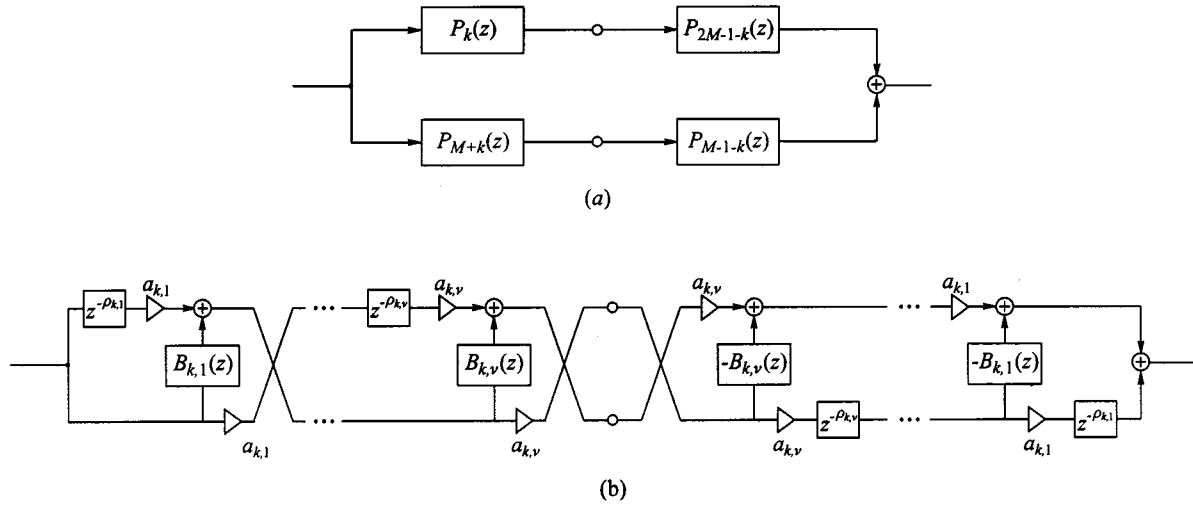 P_k(z) P_{2M-1-k}(z)
P_{M+k}(z) P_{M-1-k}(z)
(a)
a_{k,1} a_{k,ν} a_{k,ν} a_{k,1}
z^{-ρ_{k,1}} + ... z^{-ρ_{k,ν}} + + ... +
B_{k,1}(z) B_{k,ν}(z) -B_{k,ν}(z) -B_{k,1}(z) +
... z^{-ρ_{k,ν}} ... z^{-ρ_{k,1}}
a_{k,1} a_{k,ν} a_{k,ν} a_{k,1}
(b)